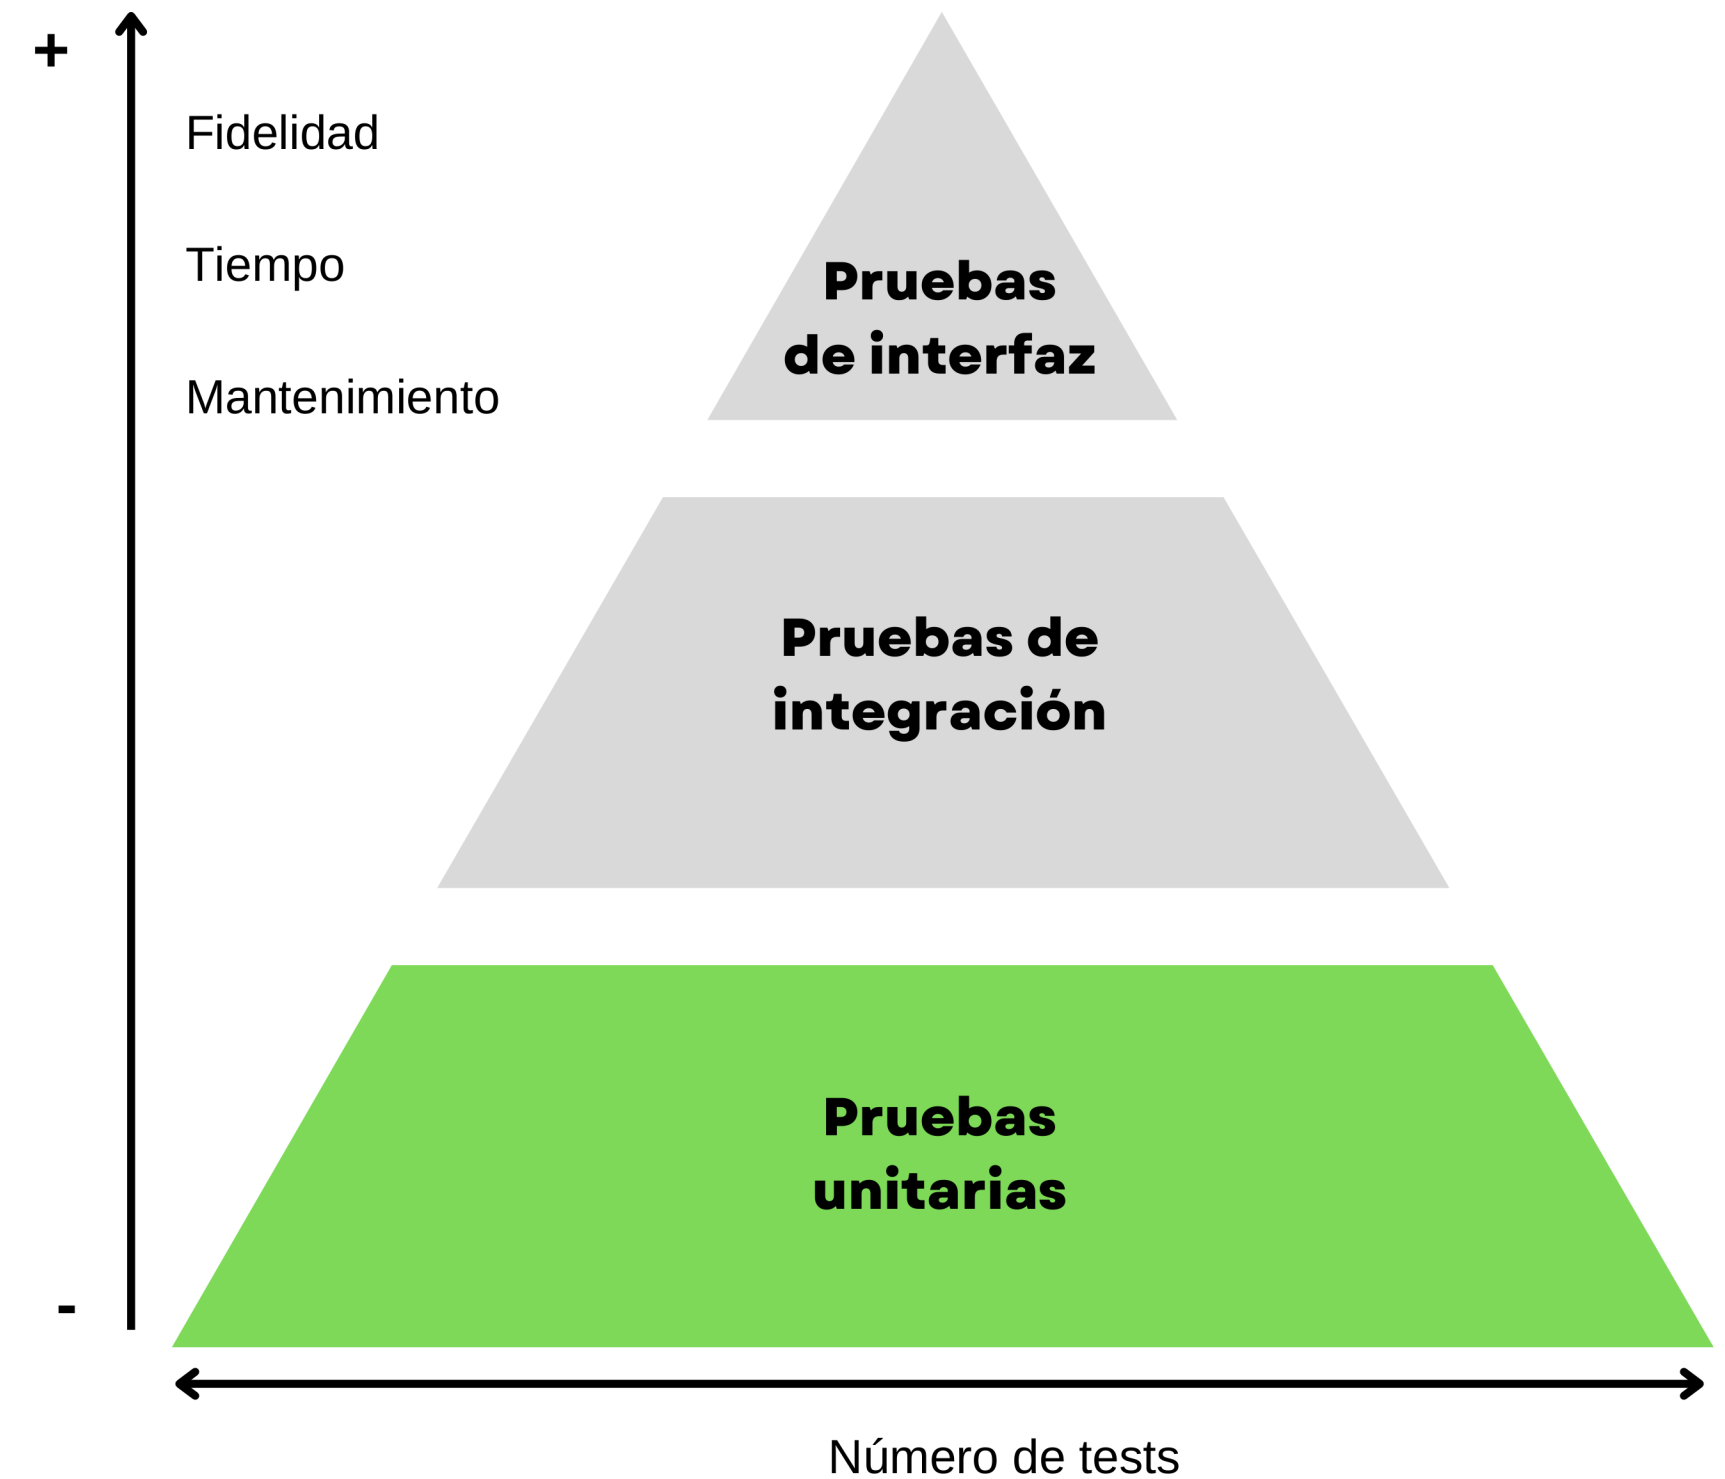 +
Fidelidad
Tiempo
Mantenimiento
Pruebas
de interfaz
Pruebas de
integración
Pruebas
unitarias
-
Número de tests